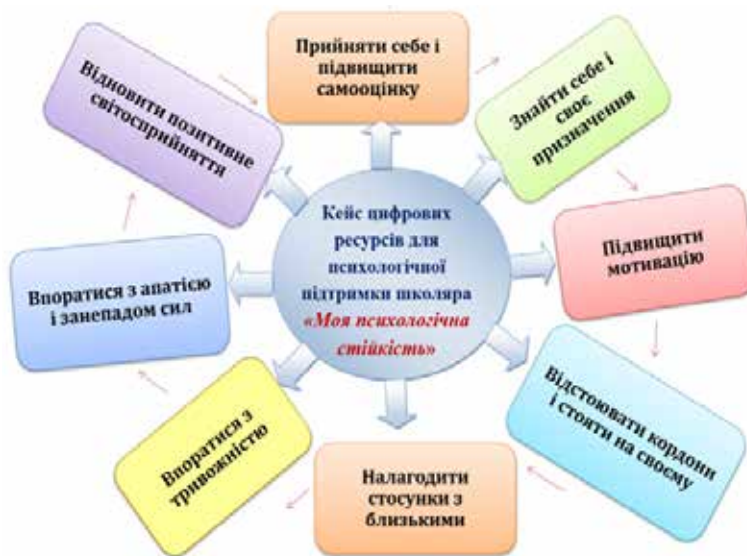 Прийняти себе і
підвищити
самооцінку
Знайти себе і
своє
призначення
Підвищити
мотивацію
Відстоювати кордони
і стояти на своєму
Налагодити
стосунки з
близькими
Впоратися з
тривожністю
Впоратися з апатією
і занепадом сил
Відновити позитивне
світосприйняття
Кейс цифрових
ресурсів для
психологічної
підтримки школяра
«Моя психологічна
стійкість»